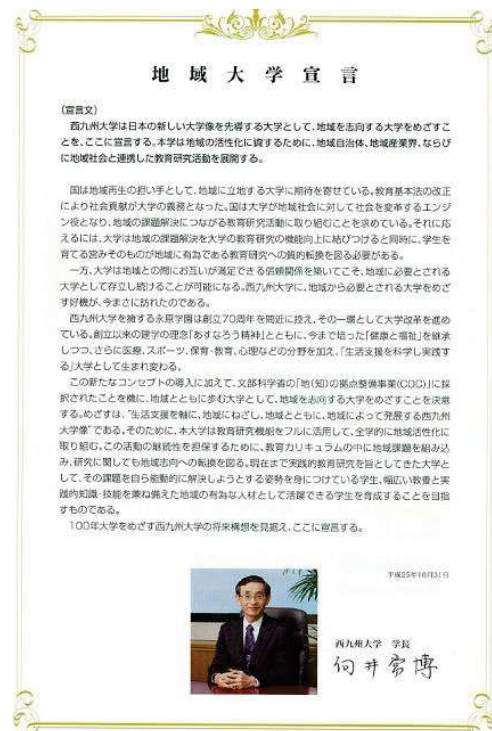 地域大学宣言
(宣言文)
西九州大学は日本の新しい大学像を先導する大学として、地域を志向する大学をめざすこ
とを、ここに宣言する。本学は地域の活性化に資するために、地域自治体、地域産業界、ならび
に地域社会と連携した教育研究活動を展開する。
国は地域再生の担い手として、地域に立地する大学に期待を寄せている。教育基本法の改正
により社会貢献が大学の義務となった。国は大学が地域社会に対して社会を変革するエンジ
ン役となり、地域の課題解決につながる教育研究活動に取り組むことを求めている。それに応
えるには、大学は地域の課題解決を大学の教育研究の機能向上に結びつけると同時に、学生を
育てる営みそのものが地域に有為である教育研究への質的転換を図る必要がある。
一方、大学は地域との間にお互いが満足できる信頼関係を築いてこそ、地域に必要とされる
大学として存立し続けることが可能になる。西九州大学に、地域から必要とされる大学をめざ
す好機が、今まさに訪れたのである。
西九州大学を擁する永原学園は創立70周年を間近に控え、その一環として大学改革を進め
ている。創立以来の建学の理念「あすなろう精神」とともに、今まで培った「健康と福祉」を継承
しつつ、さらに医療、スポーツ、保育・教育、心理などの分野を加え、「生活支援を科学し実践す
る」大学として生まれ変わる。
この新たなコンセプトの導入に加えて、文部科学省の「地(知)の拠点整備事業(COC)」に採
択されたことを機に、地域とともに歩む大学として、地域を志向する大学をめざすことを決意
する。めざすは、“生活支援を軸に、地域にねざし、地域とともに、地域によって発展する西九州
大学像”である。そのために、本大学は教育研究機能をフルに活用して、全学的に地域活性化に
取り組む。この活動の継続性を担保するために、教育カリキュラムの中に地域課題を組み込
み、研究に関しても地域志向への転換を図る。現在まで実践的教育研究を旨としてきた大学と
して、その課題を自ら能動的に解決しようとする姿勢を身につけている学生、幅広い教養と実
践的知識・技能を兼ね備えた地域の有為な人材として活躍できる学生を育成することを目指
すものである。
100年大学をめざす西九州大学の将来構想を見据え、ここに宣言する。
平成25年10月31日
西九州大学 学長
向井常博